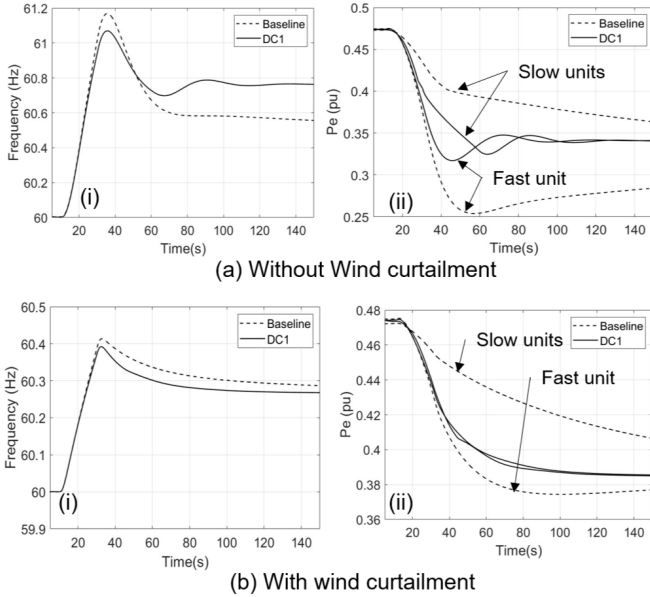 61.2
61
60.8
60.6
60.4
60.2
60
Frequency (Hz)
Baseline
DC1
(i)
20 40 60 80 100 120 140
Time(s)
0.5
0.45
0.4
0.35
0.3
0.25
Pe (pu)
Baseline
DC1
Slow units
Fast unit
(ii)
20 40 60 80 100 120 140
Time(s)
(a) Without Wind curtailment
60.5
60.4
60.3
60.2
60.1
60
59.9
Frequency (Hz)
Baseline
DC1
(i)
20 40 60 80 100 120 140
Time(s)
0.48
0.46
0.44
0.42
0.4
0.38
0.36
Pe (pu)
Baseline
DC1
Slow units
Fast unit
(ii)
20 40 60 80 100 120 140
Time(s)
(b) With wind curtailment